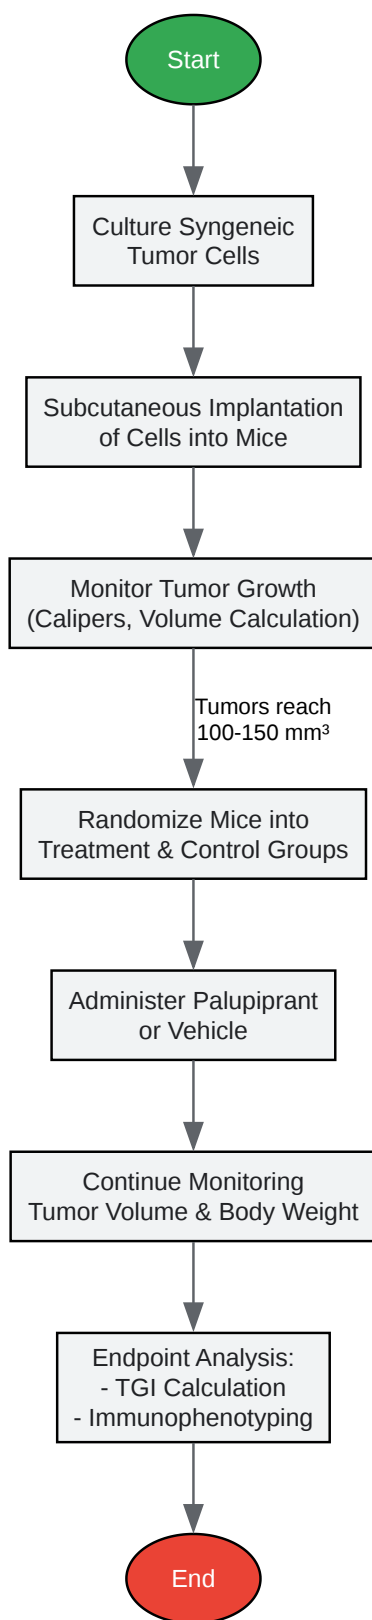 Start
Culture Syngeneic
Tumor Cells
Subcutaneous Implantation
of Cells into Mice
Monitor Tumor Growth
(Calipers, Volume Calculation)
Tumors reach
100-150 mm³
Randomize Mice into
Treatment & Control Groups
Administer Palupiprant
or Vehicle
Continue Monitoring
Tumor Volume & Body Weight
Endpoint Analysis:
- TGI Calculation
- Immunophenotyping
End